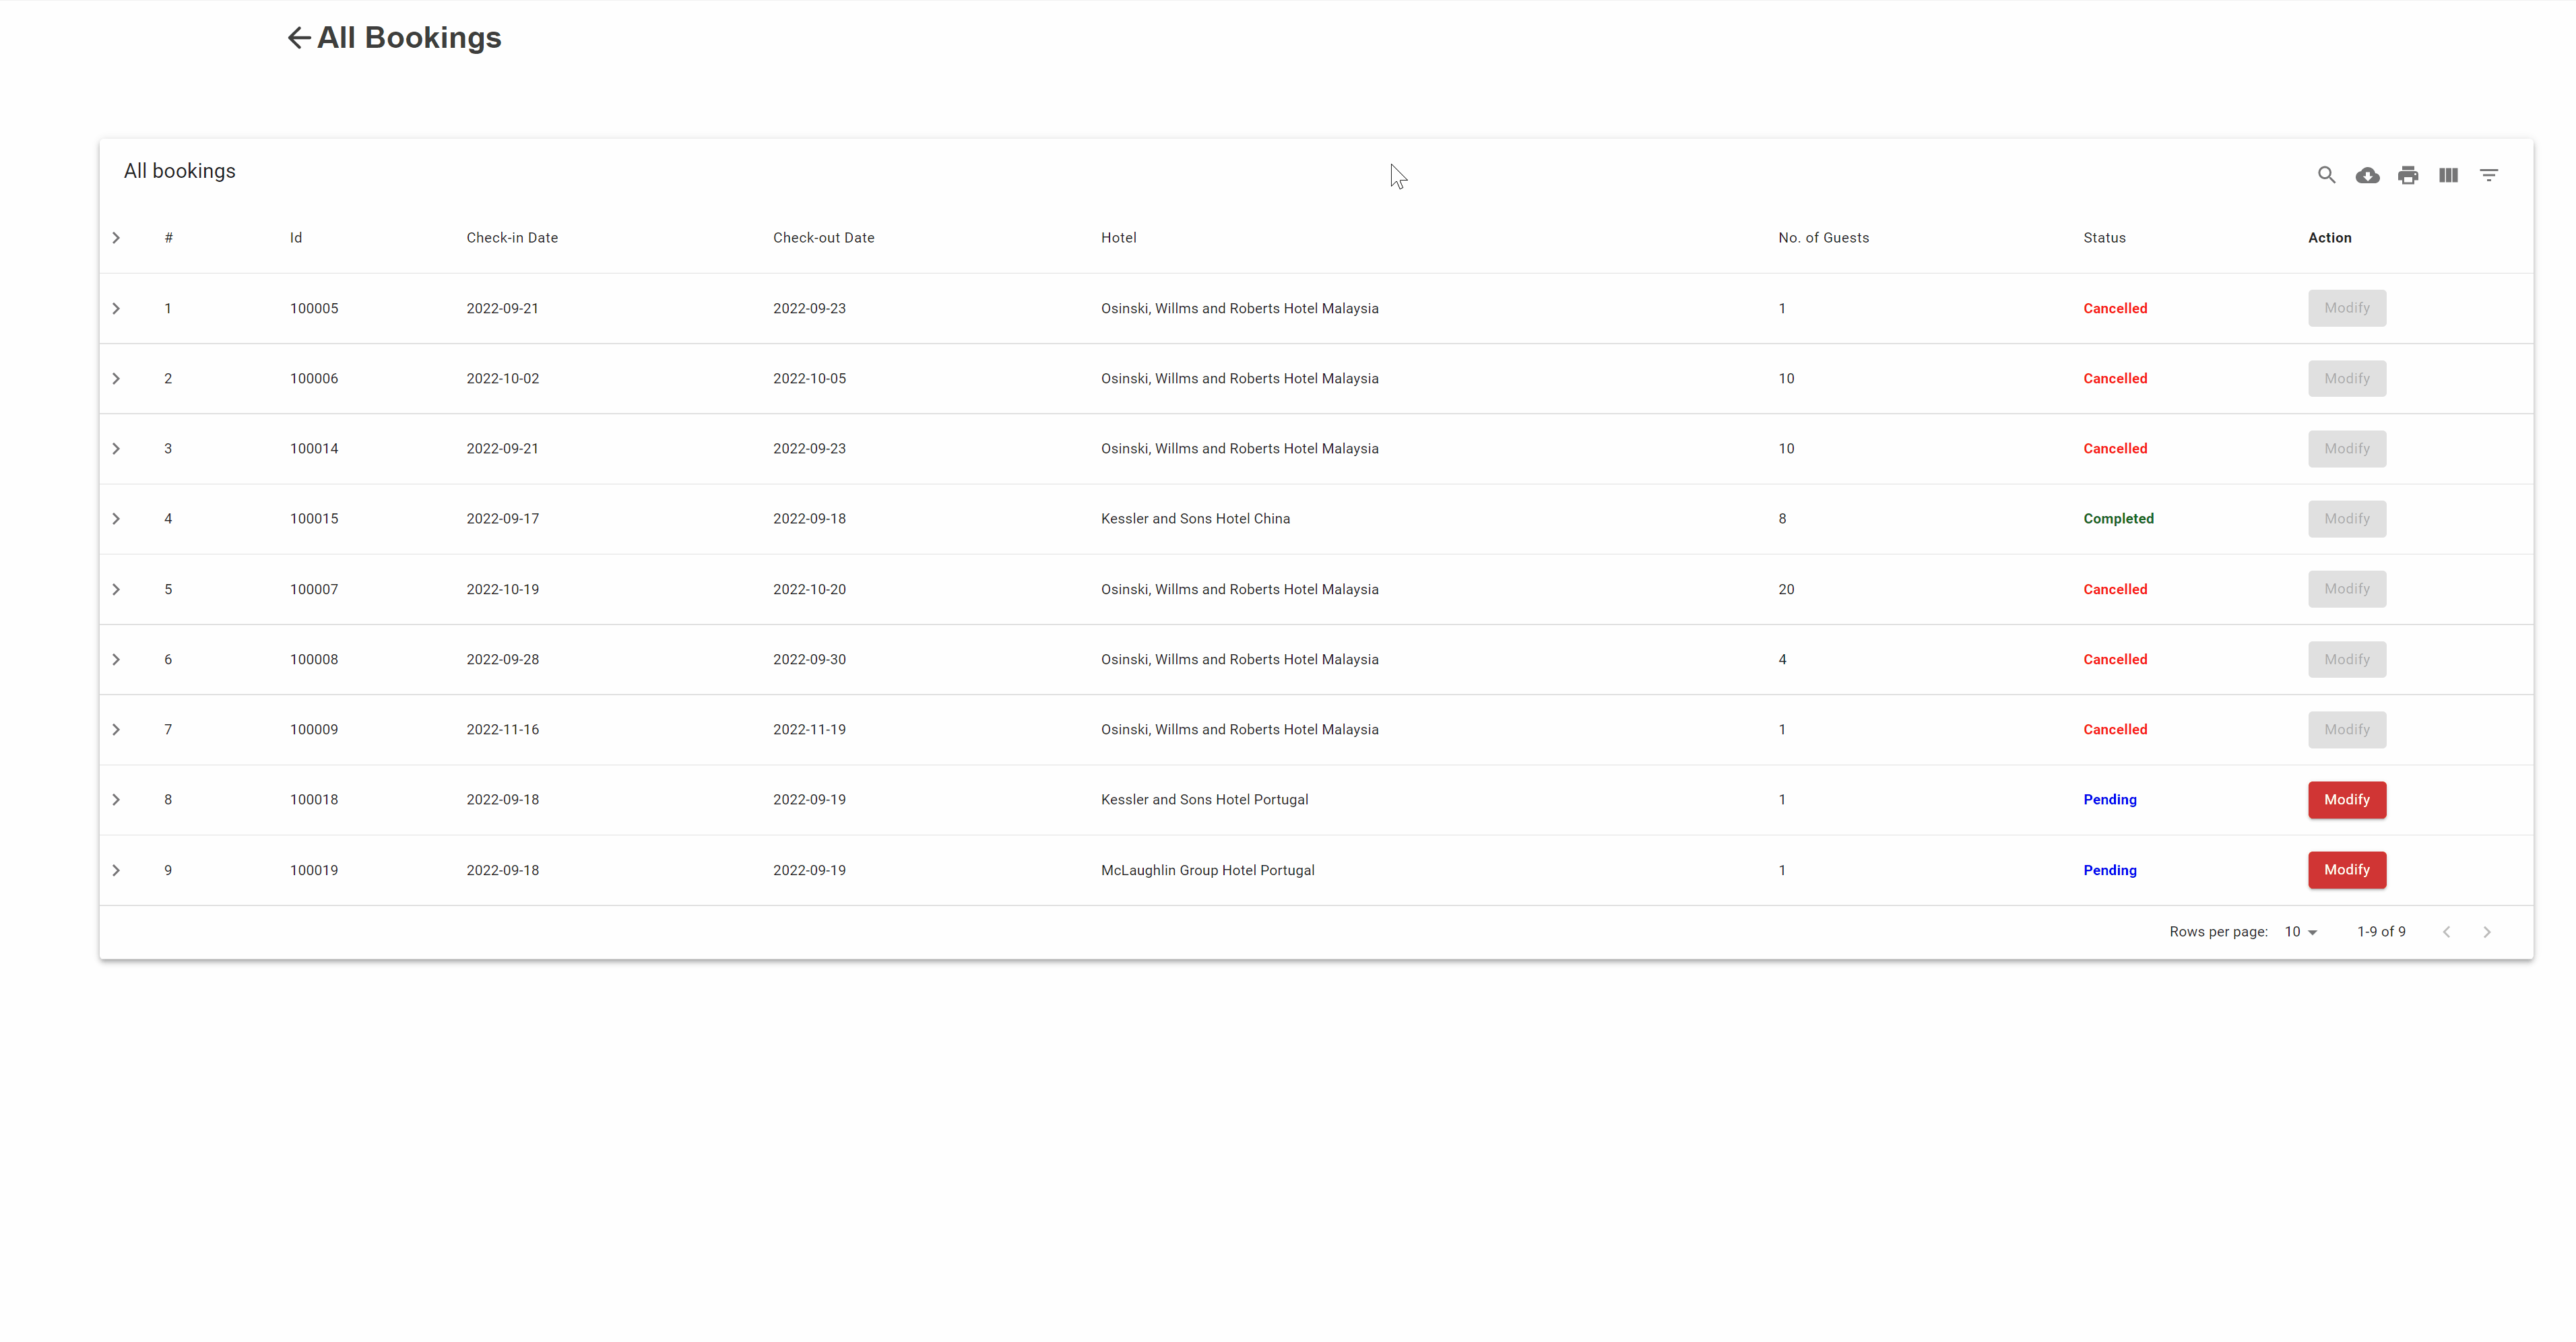 All Bookings
All bookings
# Id Check-in Date Check-out Date Hotel No. of Guests Status Action
1 100005 2022-09-21 2022-09-23 Osinski, Willms and Roberts Hotel Malaysia 1 Cancelled Modify
2 100006 2022-10-02 2022-10-05 Osinski, Willms and Roberts Hotel Malaysia 10 Cancelled Modify
3 100014 2022-09-21 2022-09-23 Osinski, Willms and Roberts Hotel Malaysia 10 Cancelled Modify
4 100015 2022-09-17 2022-09-18 Kessler and Sons Hotel China 8 Completed Modify
5 100007 2022-10-19 2022-10-20 Osinski, Willms and Roberts Hotel Malaysia 20 Cancelled Modify
6 100008 2022-09-28 2022-09-30 Osinski, Willms and Roberts Hotel Malaysia 4 Cancelled Modify
7 100009 2022-11-16 2022-11-19 Osinski, Willms and Roberts Hotel Malaysia 1 Cancelled Modify
8 100018 2022-09-18 2022-09-19 Kessler and Sons Hotel Portugal 1 Pending Modify
9 100019 2022-09-18 2022-09-19 McLaughlin Group Hotel Portugal 1 Pending Modify
Rows per page: 10 1-9 of 9